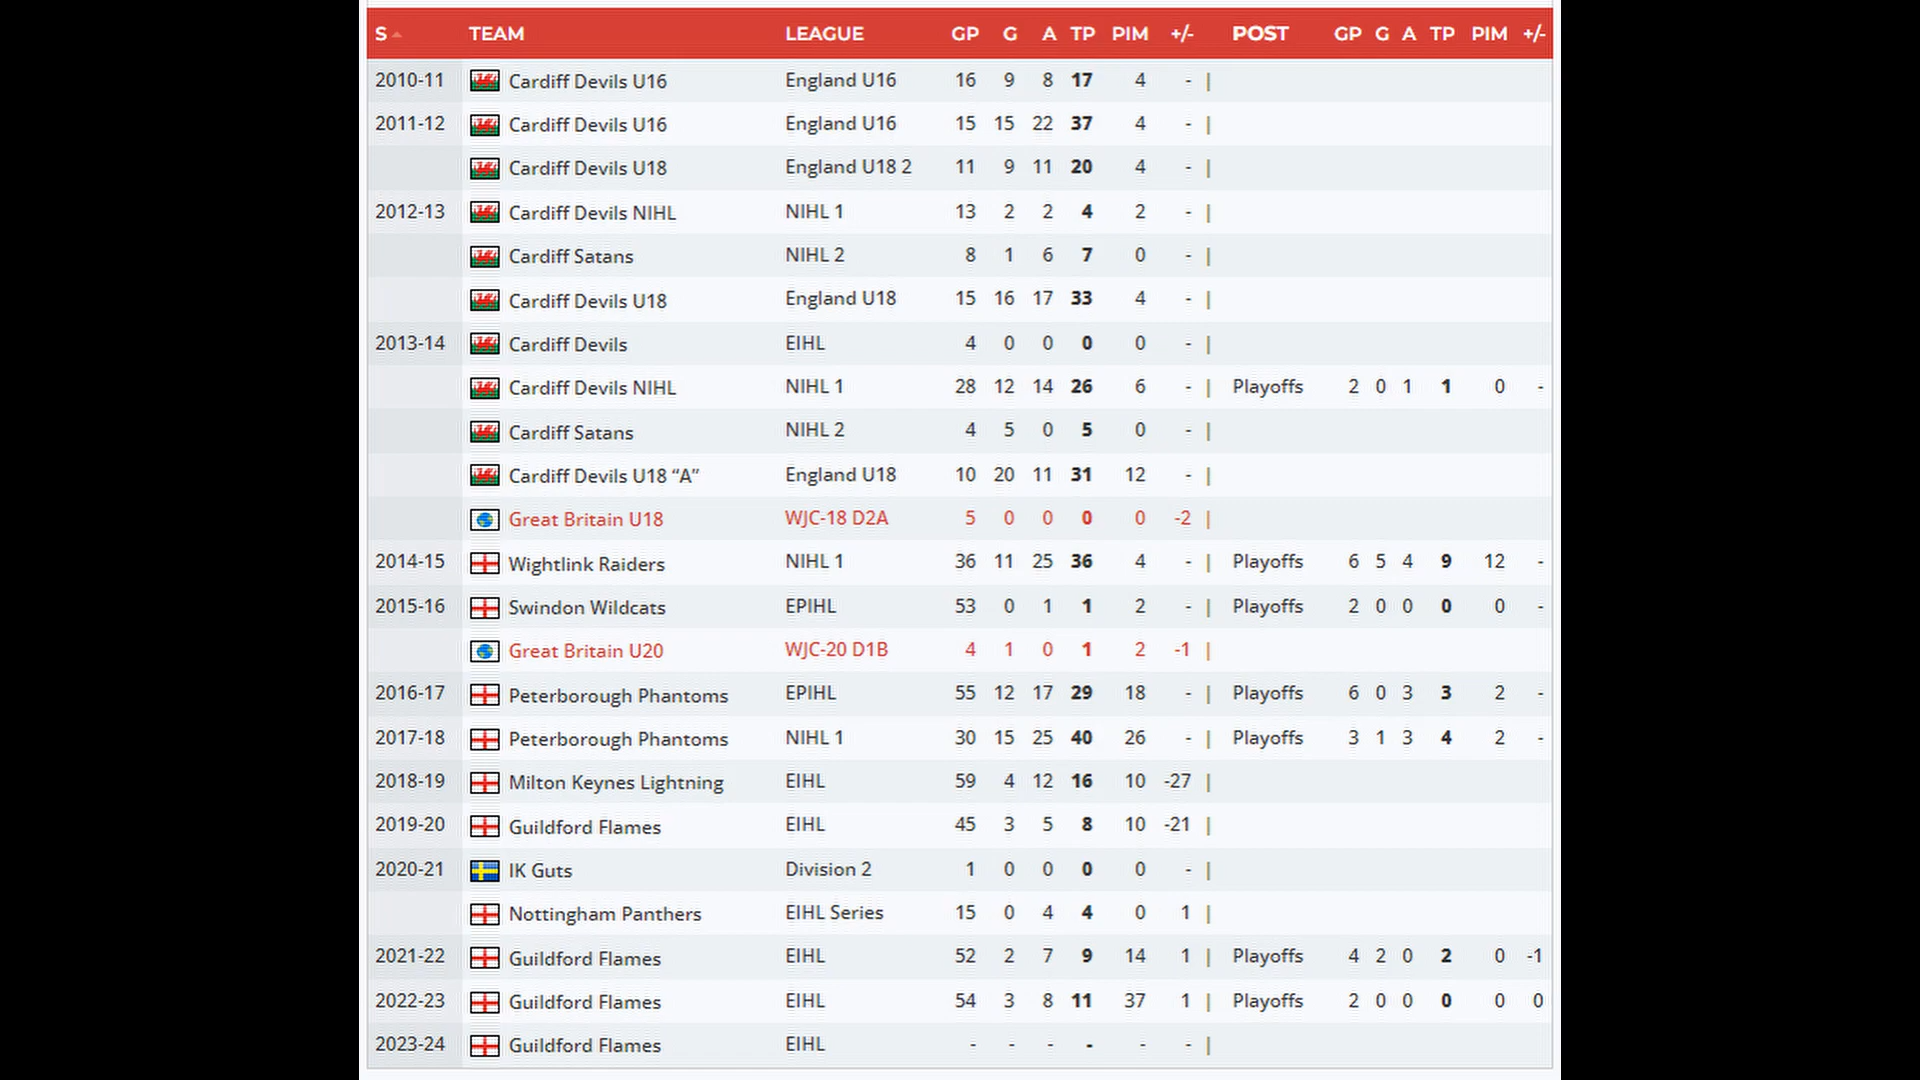 S TEAM LEAGUE GP G A TP PIM +/- POST GP G A TP PIM +/-
2010-11 Cardiff Devils U16 England U16 16 9 8 17 4 - |
2011-12 Cardiff Devils U16 England U16 15 15 22 37 4 - |
Cardiff Devils U18 England U18 2 11 9 11 20 4 - |
2012-13 Cardiff Devils NIHL NIHL 1 13 2 2 4 2 - |
Cardiff Satans NIHL 2 8 1 6 7 0 - |
Cardiff Devils U18 England U18 15 16 17 33 4 - |
2013-14 Cardiff Devils EIHL 4 0 0 0 0 - |
Cardiff Devils NIHL NIHL 1 28 12 14 26 6 - | Playoffs 2 0 1 1 0 -
Cardiff Satans NIHL 2 4 5 0 5 0 - |
Cardiff Devils U18 “A” England U18 10 20 11 31 12 - |
Great Britain U18 WJC-18 D2A 5 0 0 0 0 -2 |
2014-15 Wightlink Raiders NIHL 1 36 11 25 36 4 - | Playoffs 6 5 4 9 12 -
2015-16 Swindon Wildcats EPIHL 53 0 1 1 2 - | Playoffs 2 0 0 0 0 -
Great Britain U20 WJC-20 D1B 4 1 0 1 2 -1 |
2016-17 Peterborough Phantoms EPIHL 55 12 17 29 18 - | Playoffs 6 0 3 3 2 -
2017-18 Peterborough Phantoms NIHL 1 30 15 25 40 26 - | Playoffs 3 1 3 4 2 -
2018-19 Milton Keynes Lightning EIHL 59 4 12 16 10 -27 |
2019-20 Guildford Flames EIHL 45 3 5 8 10 -21 |
2020-21 IK Guts Division 2 1 0 0 0 0 - |
Nottingham Panthers EIHL Series 15 0 4 4 0 1 |
2021-22 Guildford Flames EIHL 52 2 7 9 14 1 | Playoffs 4 2 0 2 0 -1
2022-23 Guildford Flames EIHL 54 3 8 11 37 1 | Playoffs 2 0 0 0 0 0
2023-24 Guildford Flames EIHL - - - - - - |